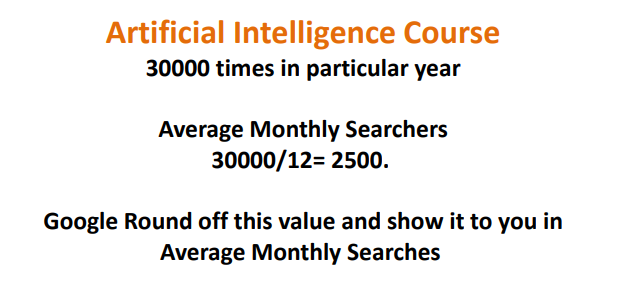 Artificial Intelligence Course
30000 times in particular year
Average Monthly Searchers
30000/12= 2500.
Google Round off this value and show it to you in
Average Monthly Searches